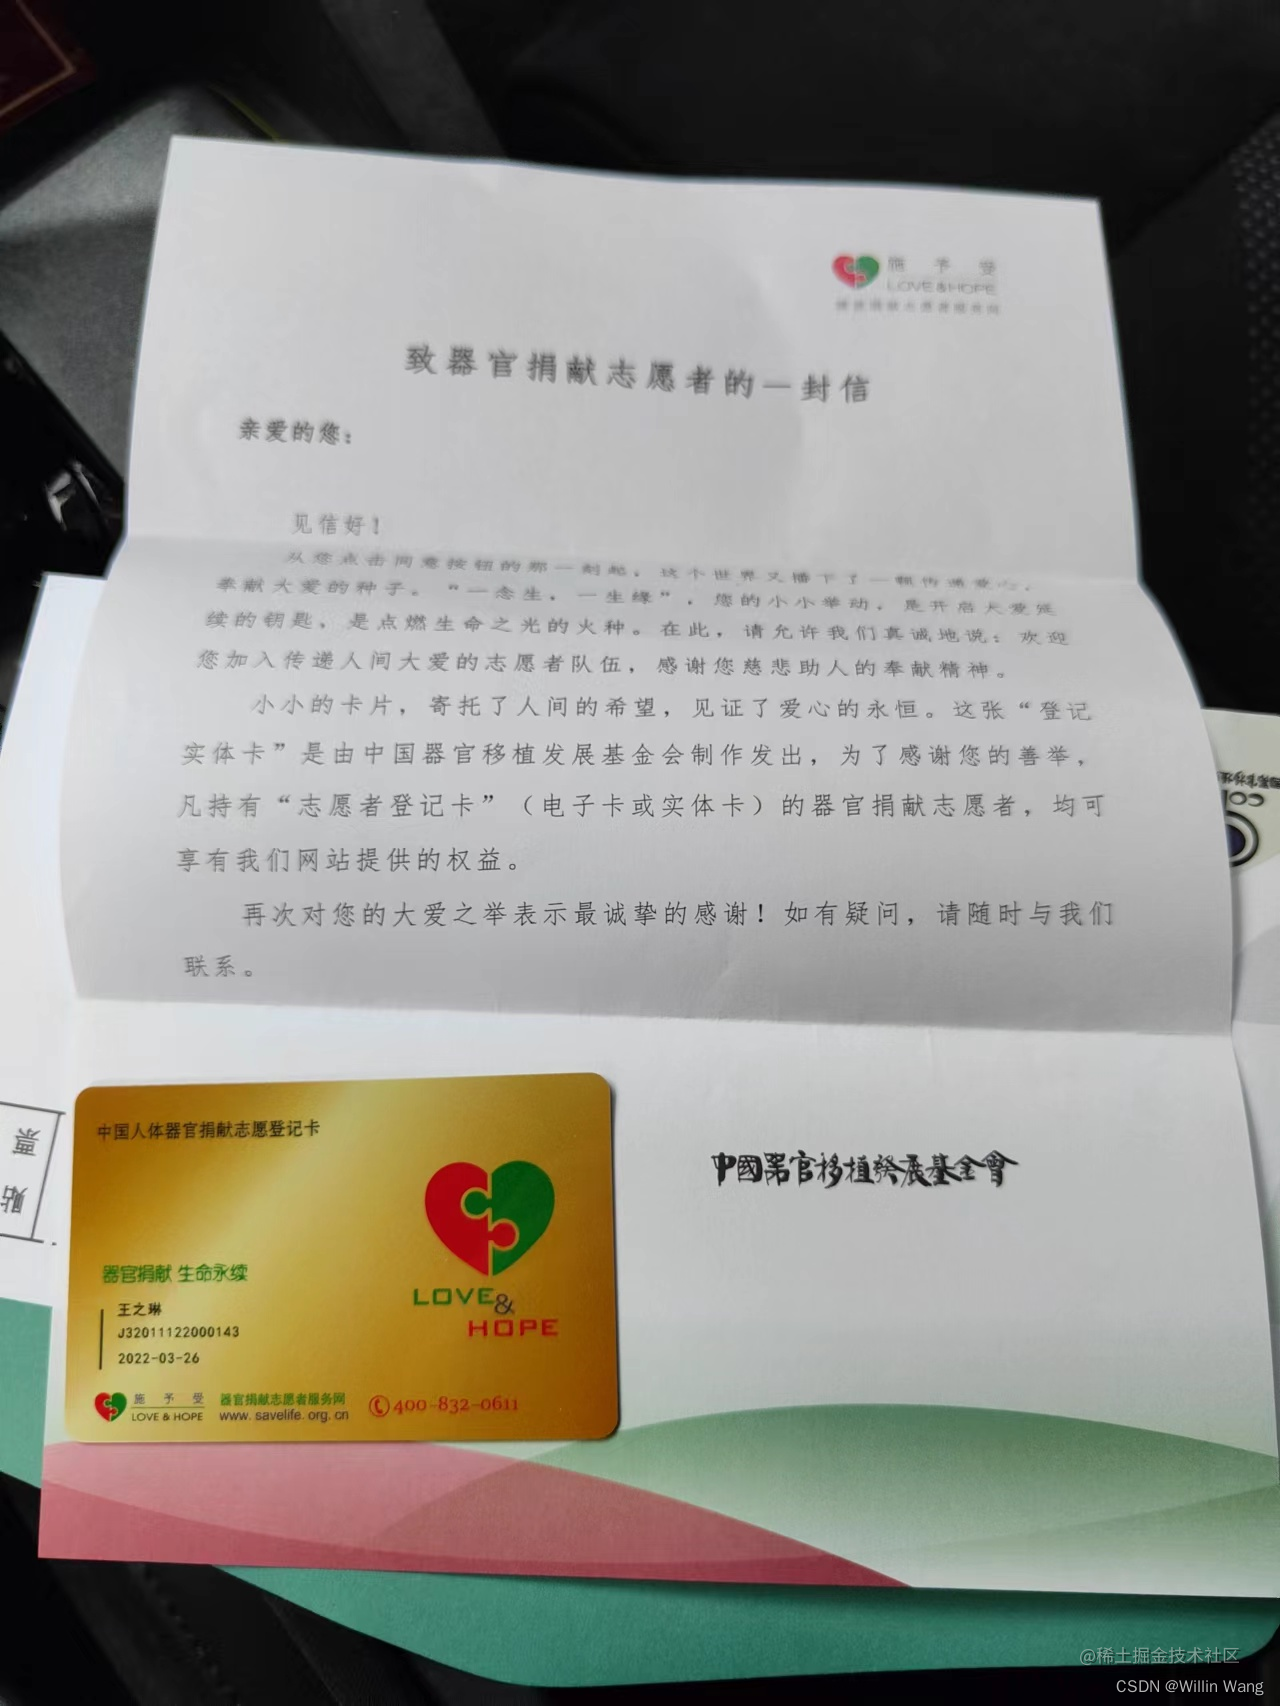 施 予 受
LOVE & HOPE
致器官捐献志愿者的一封信
亲爱的您：
见信好！
从您点击同意按钮的那一刻起，这个世界又播下了一颗传递爱心、
奉献大爱的种子。“一念生，一生缘”，您的小小举动，是开启大爱延
续的钥匙，是点燃生命之光的火种。在此，请允许我们真诚地说：欢迎
您加入传递人间大爱的志愿者队伍，感谢您慈悲助人的奉献精神。
小小的卡片，寄托了人间的希望，见证了爱心的永恒。这张“登记
实体卡”是由中国器官移植发展基金会制作发出，为了感谢您的善举，
凡持有“志愿者登记卡”（电子卡或实体卡）的器官捐献志愿者，均可
享有我们网站提供的权益。
再次对您的大爱之举表示最诚挚的感谢！如有疑问，请随时与我们
联系。
中國器官移植發展基金會
中国人体器官捐献志愿登记卡
LOVE
&
HOPE
器官捐献 生命永续
王之琳
J32011122000143
2022-03-26
施 予 受
LOVE & HOPE
器官捐献志愿者服务网
www.savelife.org.cn
400-832-0611
贴
票
@稀土掘金技术社区
CSDN @Willin Wang